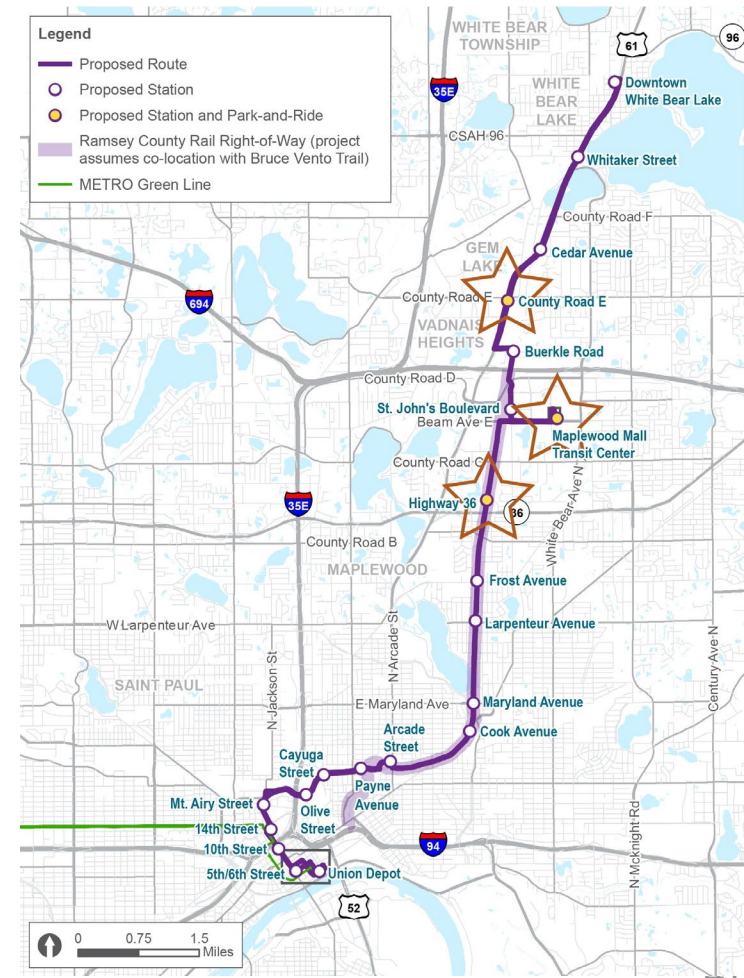 Legend
Proposed Route
Proposed Station
Proposed Station and Park-and-Ride
Ramsey County Rail Right-of-Way (project
assumes co-location with Bruce Vento Trail)
METRO Green Line
WHITE BEAR
TOWNSHIP
61
96
35E
WHITE
BEAR
LAKE
Downtown
White Bear Lake
CSAH 96
Whitaker Street
County Road F
GEM
LAKE
Cedar Avenue
694
County Road E
County Road E
VADNAIS
HEIGHTS
Buerkle Road
County Road D
St. John's Boulevard
Beam Ave E
Maplewood Mall
Transit Center
County Road C
35E
Highway 36
36
White Bear Ave N
County Road B
MAPLEWOOD
Frost Avenue
W Larpenteur Ave
Larpenteur Avenue
N Arcade St
N Jackson St
Century Ave N
SAINT PAUL
E Maryland Ave
Maryland Avenue
Arcade
Street
Cook Avenue
Cayuga
Street
Payne
Avenue
Mt. Airy Street
Olive
Street
14th Street
10th Street
94
N Mcknight Rd
5th/6th Street
Union Depot
52
0
0.75
1.5
Miles